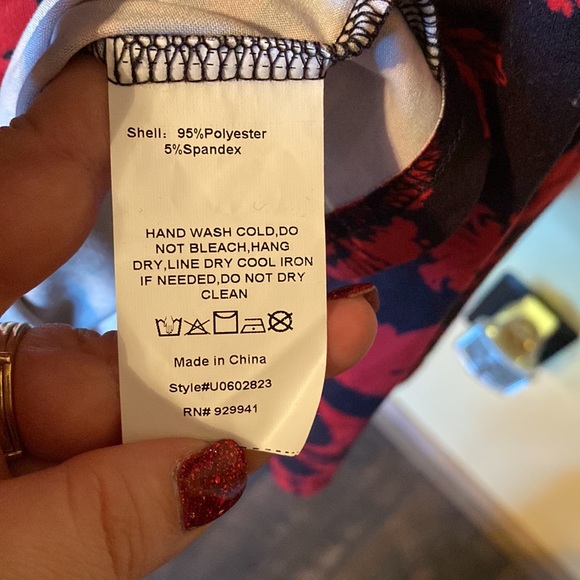 Shell: 95%Polyester
5%Spandex
HAND WASH COLD,DO
NOT BLEACH,HANG
DRY,LINE DRY COOL IRON
IF NEEDED,DO NOT DRY
CLEAN
Made in China
Style#U0602823
RN# 929941